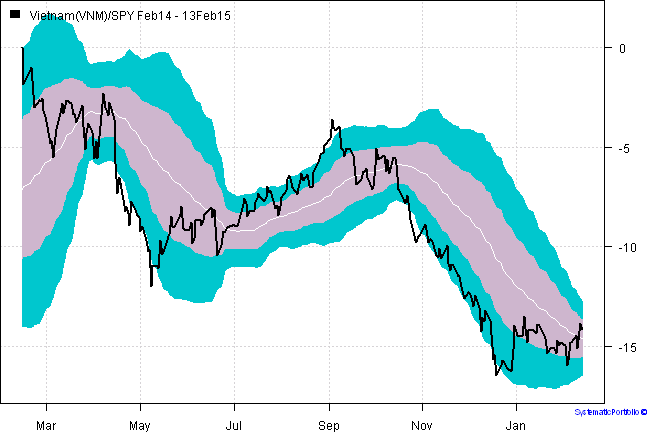 Vietnam(VNM)/SPY Feb14 - 13Feb15
0
-5
-10
-15
Mar May Jul Sep Nov Jan
SystematicPortfolio ©